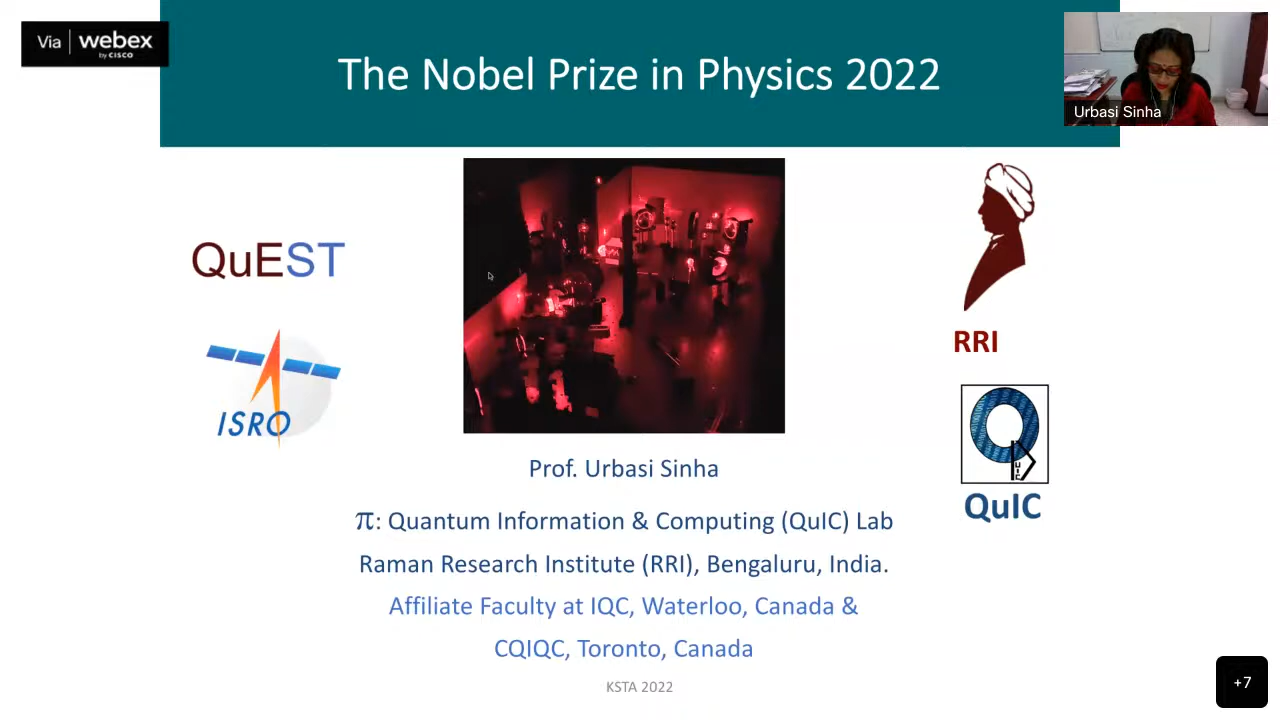 Via | webex
by CISCO
The Nobel Prize in Physics 2022
Urbasi Sinha
QuEST
ISRO
RRI
QuIC
QuIC
Prof. Urbasi Sinha
π: Quantum Information & Computing (QuIC) Lab
Raman Research Institute (RRI), Bengaluru, India.
Affiliate Faculty at IQC, Waterloo, Canada &
CQIQC, Toronto, Canada
KSTA 2022
+7